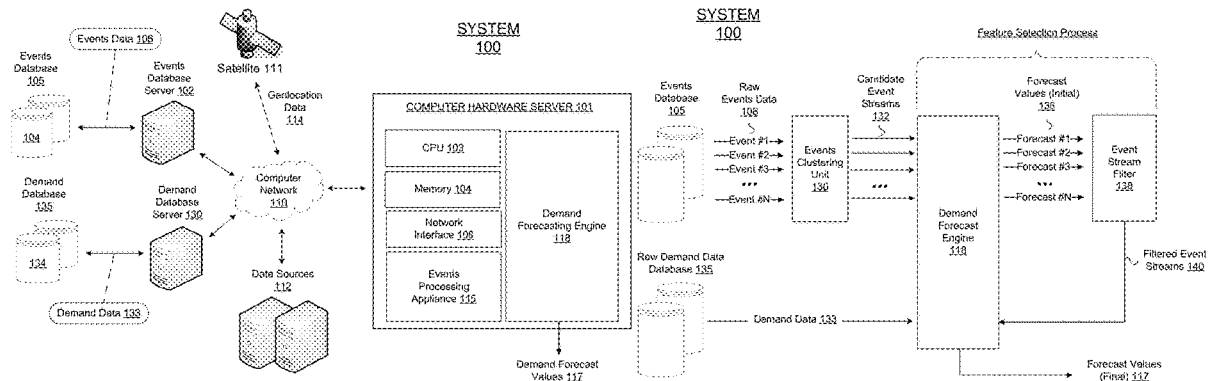 Events Data 108
Events
Database
105
104
Events
Database
Server 102
Satellite 111
Geolocation
Data
114
Demand
Database
135
134
Demand
Database
Server 130
Computer
Network
110
Demand Data 133
Data Sources
112
SYSTEM
100
COMPUTER HARDWARE SERVER 101
CPU 103
Memory 104
Network
Interface 106
Events
Processing
Appliance 115
Demand
Forecasting Engine
118
Demand Forecast
Values 117
SYSTEM
100
Events
Database
105
Raw
Events Data
108
Event #1
Event #2
Event #3
...
Event #N
Events
Clustering
Unit
130
Candidate
Event
Streams
132
...
Feature Selection Process
Forecast
Values (Initial)
136
Forecast #1
Forecast #2
Forecast #3
...
Forecast #N
Event
Stream
Filter
138
Demand
Forecast
Engine
118
Filtered Event
Streams 140
Raw Demand Data
Database 135
Demand Data 133
Forecast Values
(Final) 117